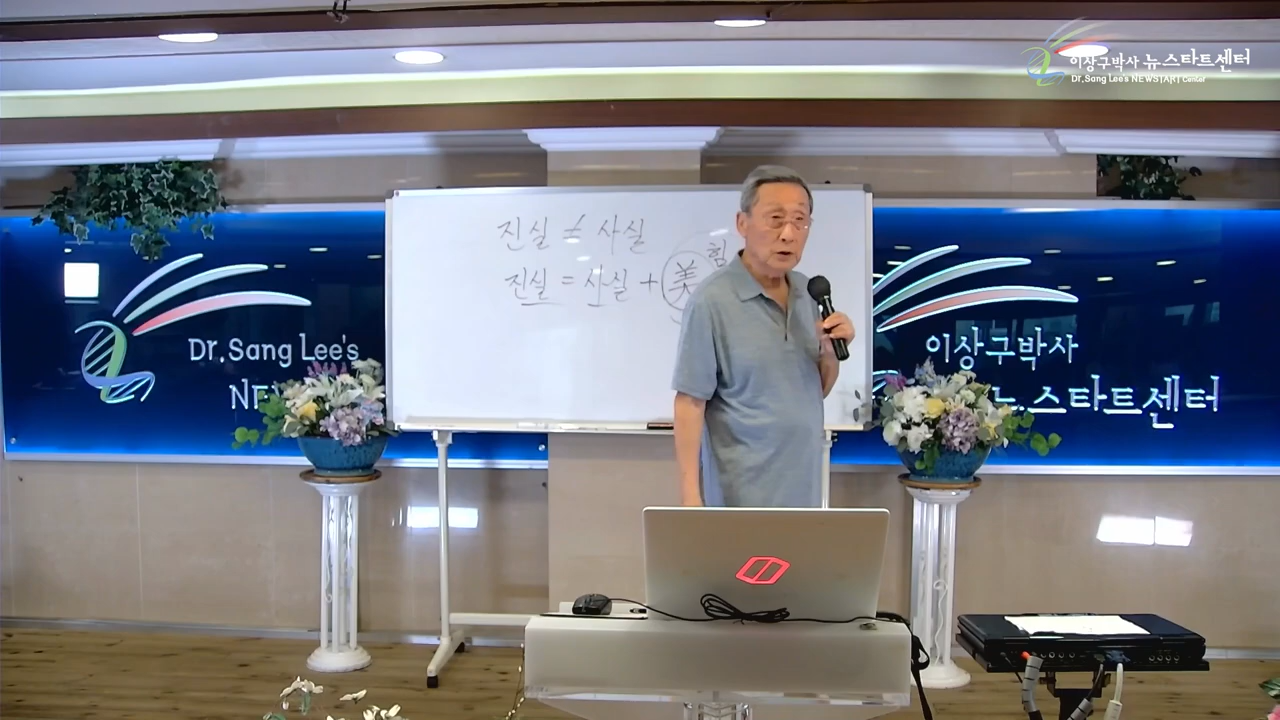 이상구박사 뉴스타트센터
Dr.Sang Lee's NEWSTART Center
진실 ≠ 사실
힘
진실 = 사실 + 美
Dr.Sang Lee's
NEW
이상구박사
뉴스타트센터